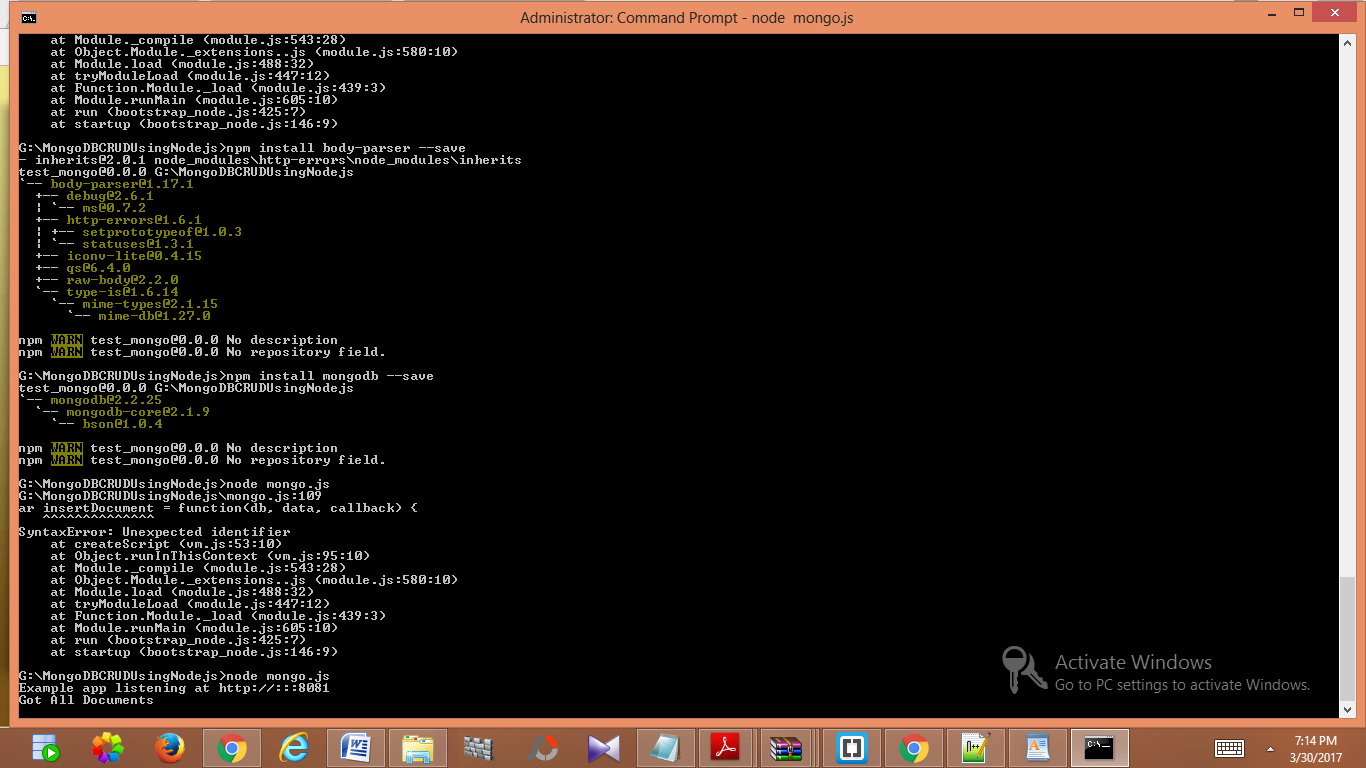 Administrator: Command Prompt - node  mongo.js
    at Module._compile (module.js:543:28)
    at Object.Module._extensions..js (module.js:580:10)
    at Module.load (module.js:488:32)
    at tryModuleLoad (module.js:447:12)
    at Function.Module._load (module.js:439:3)
    at Module.runMain (module.js:605:10)
    at run (bootstrap_node.js:425:7)
    at startup (bootstrap_node.js:146:9)
G:\MongoDBCRUDUsingNodejs>npm install body-parser --save
- inherits@2.0.1 node_modules\http-errors\node_modules\inherits
test_mongo@0.0.0 G:\MongoDBCRUDUsingNodejs
`-- body-parser@1.17.1
  +-- debug@2.6.1
  ¦ `-- ms@0.7.2
  +-- http-errors@1.6.1
  ¦ +-- setprototypeof@1.0.3
  ¦ `-- statuses@1.3.1
  +-- iconv-lite@0.4.15
  +-- qs@6.4.0
  +-- raw-body@2.2.0
  `-- type-is@1.6.14
    `-- mime-types@2.1.15
      `-- mime-db@1.27.0
npm WARN test_mongo@0.0.0 No description
npm WARN test_mongo@0.0.0 No repository field.
G:\MongoDBCRUDUsingNodejs>npm install mongodb --save
test_mongo@0.0.0 G:\MongoDBCRUDUsingNodejs
`-- mongodb@2.2.25
  `-- mongodb-core@2.1.9
    `-- bson@1.0.4
npm WARN test_mongo@0.0.0 No description
npm WARN test_mongo@0.0.0 No repository field.
G:\MongoDBCRUDUsingNodejs>node mongo.js
G:\MongoDBCRUDUsingNodejs\mongo.js:109
ar insertDocument = function(db, data, callback) {
   ^^^^^^^^^^^^^^
SyntaxError: Unexpected identifier
    at createScript (vm.js:53:10)
    at Object.runInThisContext (vm.js:95:10)
    at Module._compile (module.js:543:28)
    at Object.Module._extensions..js (module.js:580:10)
    at Module.load (module.js:488:32)
    at tryModuleLoad (module.js:447:12)
    at Function.Module._load (module.js:439:3)
    at Module.runMain (module.js:605:10)
    at run (bootstrap_node.js:425:7)
    at startup (bootstrap_node.js:146:9)
G:\MongoDBCRUDUsingNodejs>node mongo.js
Example app listening at http://:::8081
Got All Documents
Activate Windows
Go to PC settings to activate Windows.
7:14 PM
3/30/2017